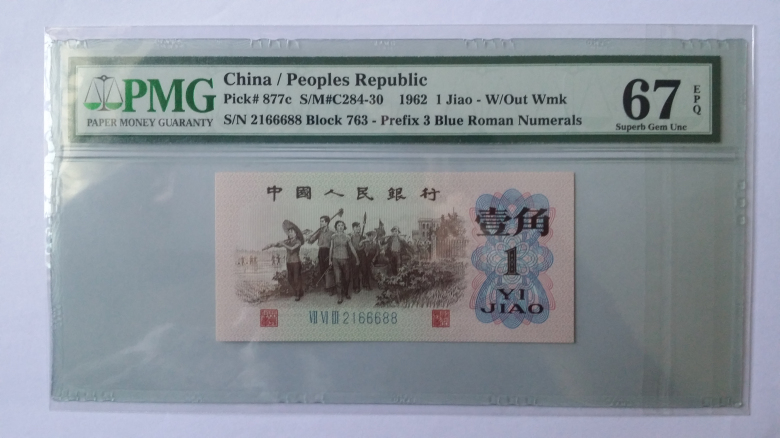 PMG
PAPER MONEY GUARANTY
China / Peoples Republic
Pick# 877c S/M#C284-30 1962 1 Jiao - W/Out Wmk
S/N 2166688 Block 763 - Prefix 3 Blue Roman Numerals
67
EPQ
Superb Gem Unc
中國人民銀行
壹角
1
YI
JIAO
Ⅶ Ⅵ Ⅲ 2166688